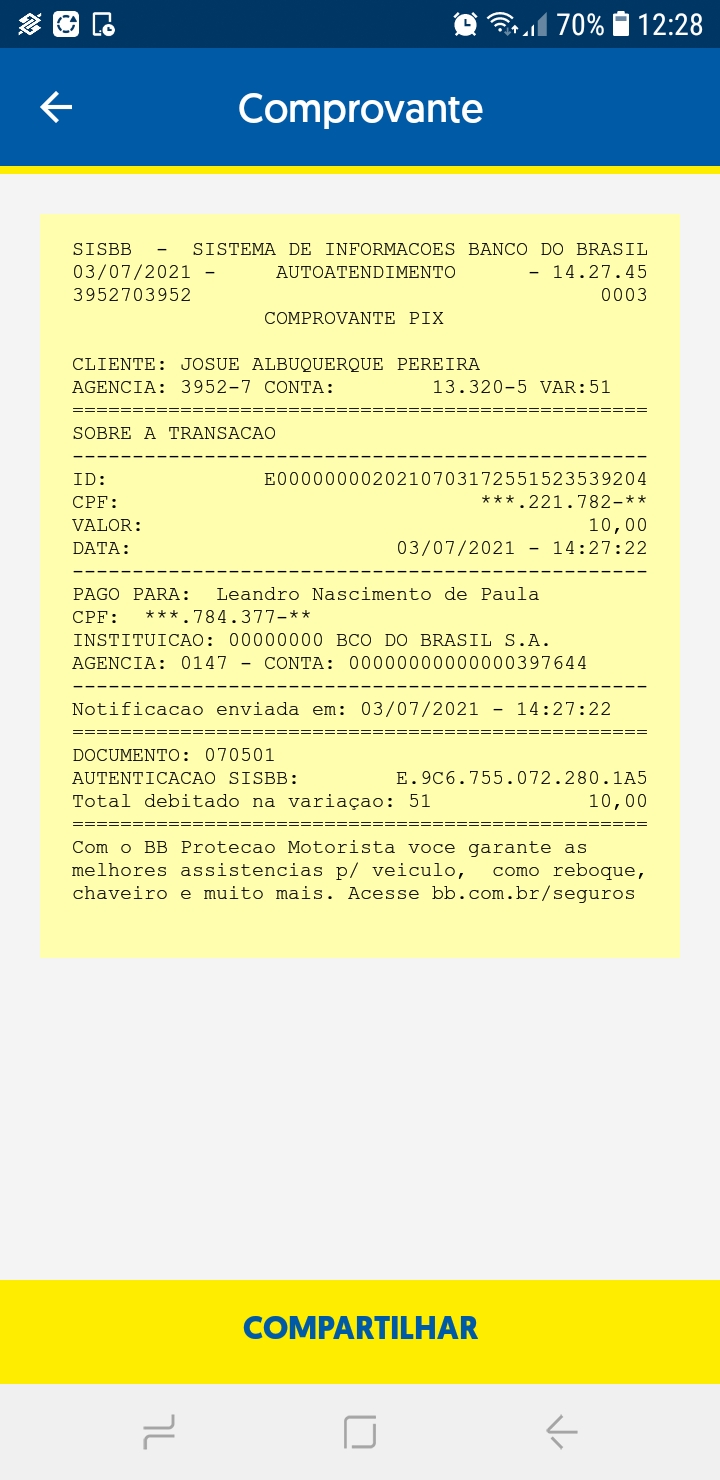 70% 12:28
Comprovante
SISBB - SISTEMA DE INFORMACOES BANCO DO BRASIL
03/07/2021 - AUTOATENDIMENTO - 14.27.45
3952703952 0003
COMPROVANTE PIX
CLIENTE: JOSUE ALBUQUERQUE PEREIRA
AGENCIA: 3952-7 CONTA: 13.320-5 VAR:51
================================================
SOBRE A TRANSACAO
------------------------------------------------
ID: E0000000020210703172551523539204
CPF: ***.221.782-**
VALOR: 10,00
DATA: 03/07/2021 - 14:27:22
------------------------------------------------
PAGO PARA: Leandro Nascimento de Paula
CPF: ***.784.377-**
INSTITUICAO: 00000000 BCO DO BRASIL S.A.
AGENCIA: 0147 - CONTA: 00000000000000397644
------------------------------------------------
Notificacao enviada em: 03/07/2021 - 14:27:22
================================================
DOCUMENTO: 070501
AUTENTICACAO SISBB: E.9C6.755.072.280.1A5
Total debitado na variaçao: 51 10,00
================================================
Com o BB Protecao Motorista voce garante as
melhores assistencias p/ veiculo, como reboque,
chaveiro e muito mais. Acesse bb.com.br/seguros
COMPARTILHAR